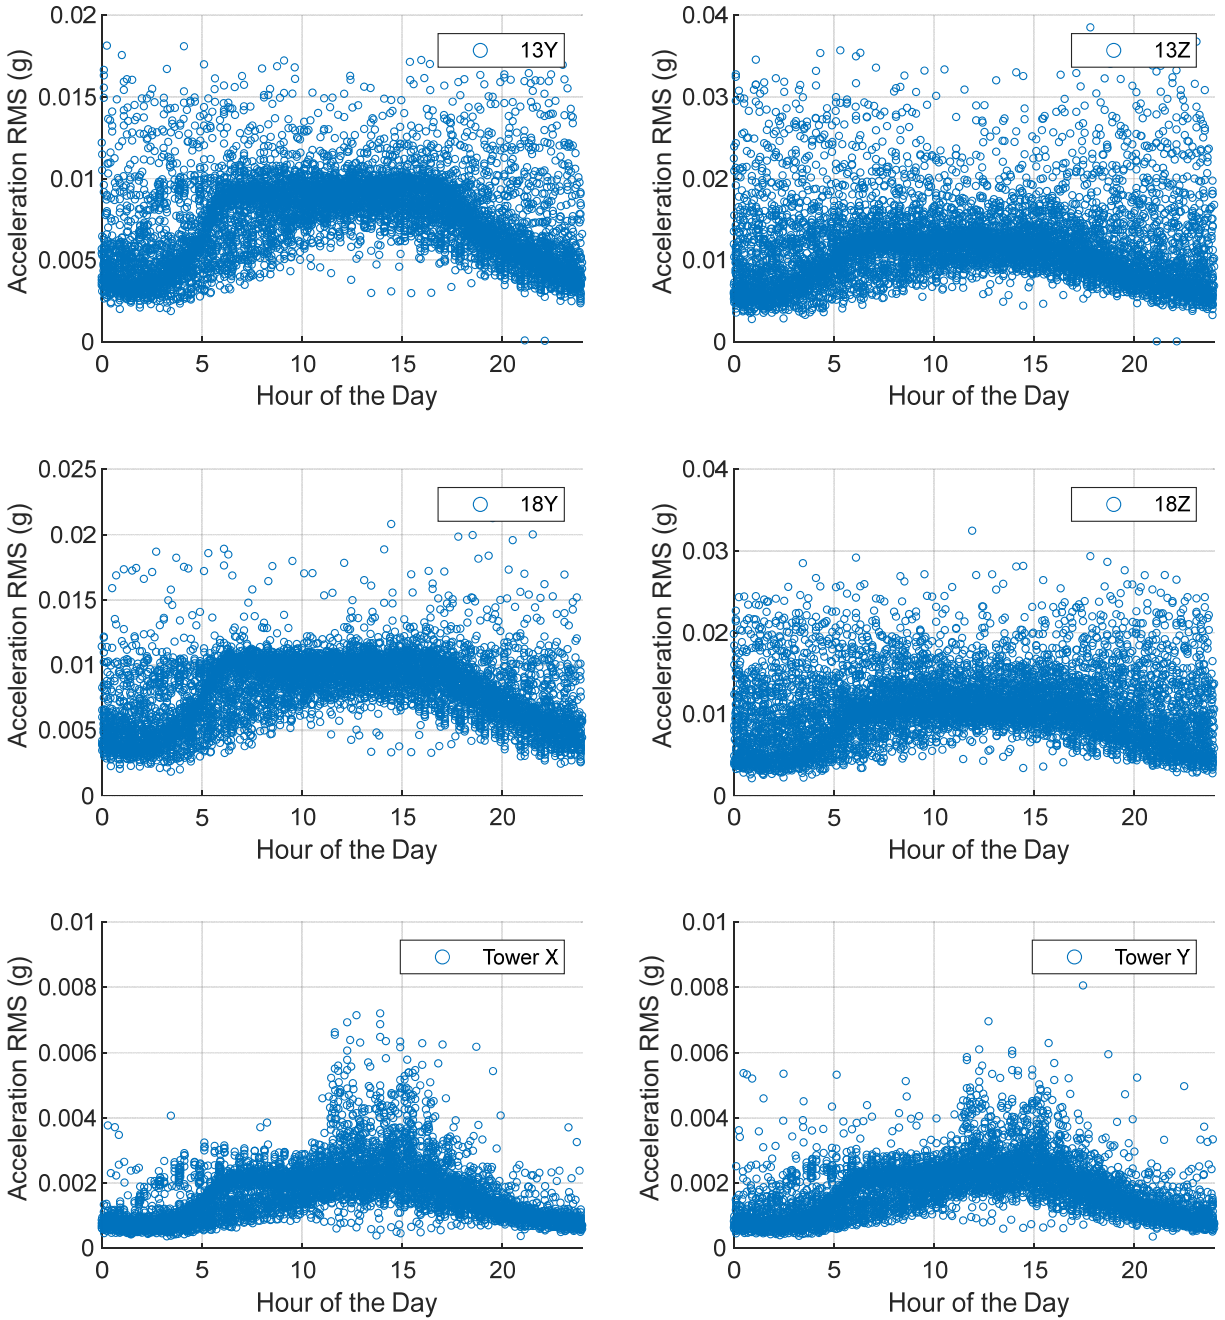 0.02
0.015
0.01
0.005
0
Acceleration RMS (g)
13Y
0 5 10 15 20
Hour of the Day
0.04
0.03
0.02
0.01
0
Acceleration RMS (g)
13Z
0 5 10 15 20
Hour of the Day
0.025
0.02
0.015
0.01
0.005
0
Acceleration RMS (g)
18Y
0 5 10 15 20
Hour of the Day
0.04
0.03
0.02
0.01
0
Acceleration RMS (g)
18Z
0 5 10 15 20
Hour of the Day
0.01
0.008
0.006
0.004
0.002
0
Acceleration RMS (g)
Tower X
0 5 10 15 20
Hour of the Day
0.01
0.008
0.006
0.004
0.002
0
Acceleration RMS (g)
Tower Y
0 5 10 15 20
Hour of the Day